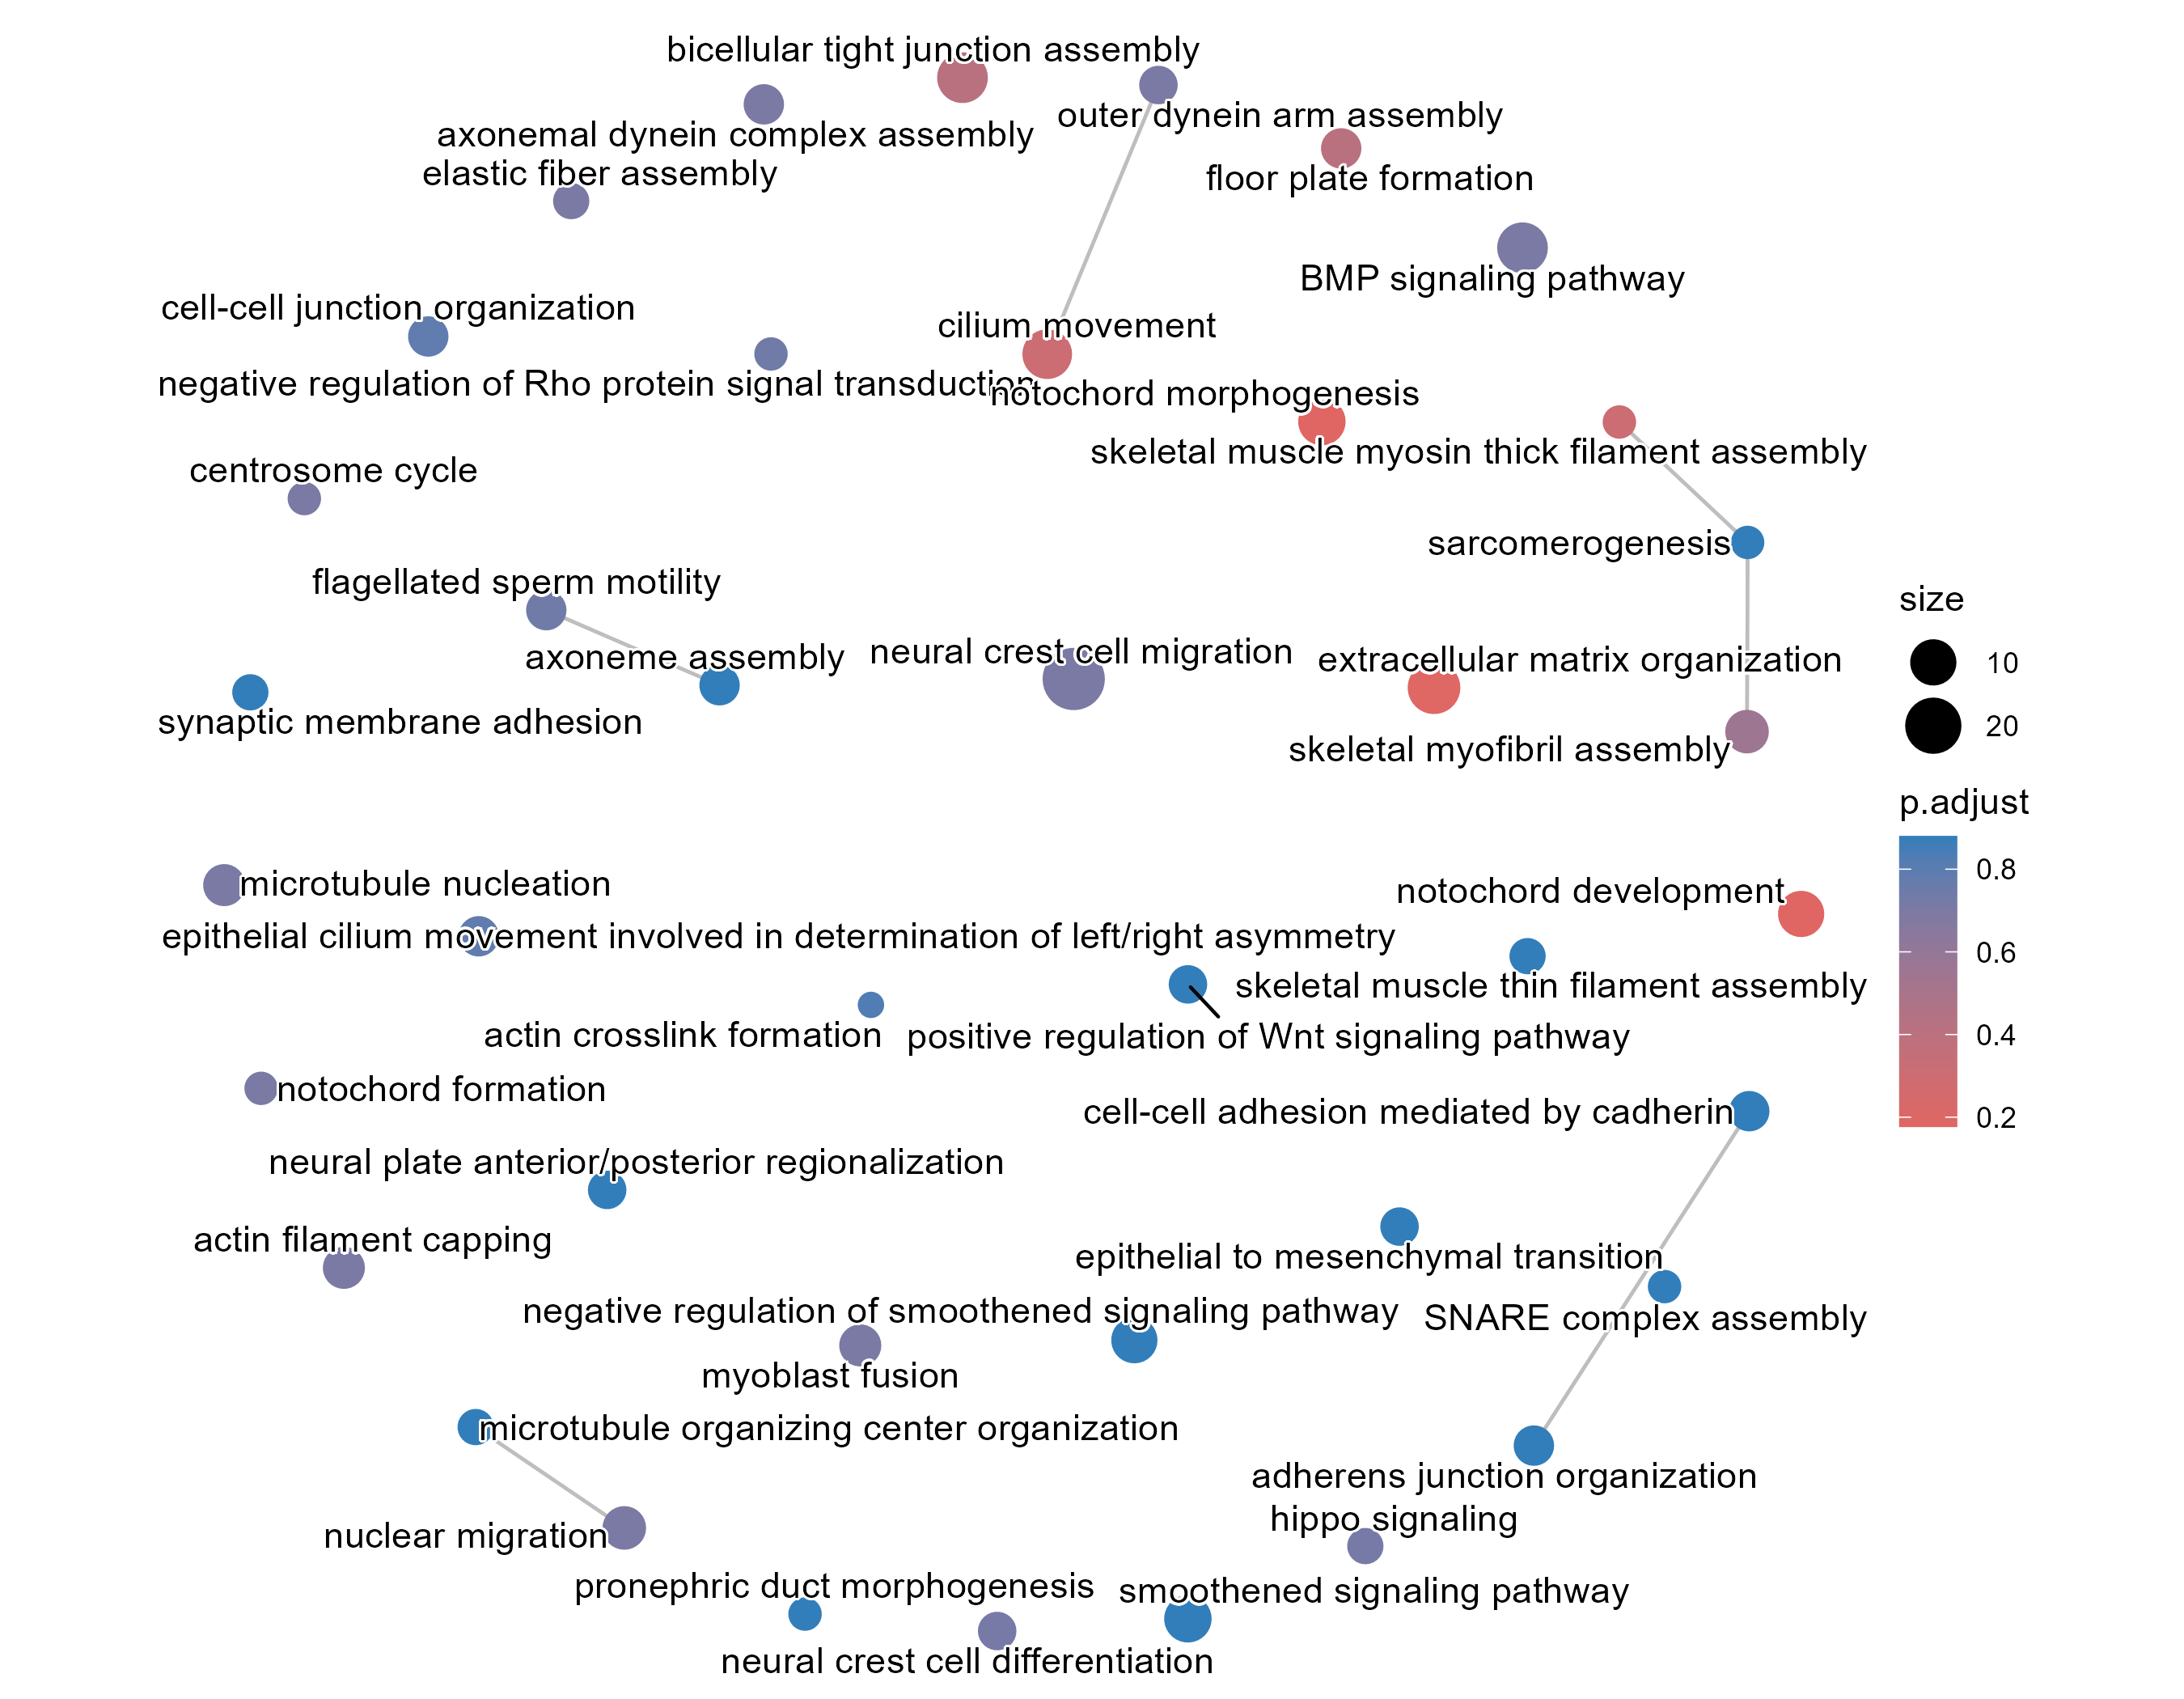 bicellular tight junction assembly
outer dynein arm assembly
axonemal dynein complex assembly
elastic fiber assembly
floor plate formation
BMP signaling pathway
cell-cell junction organization
cilium movement
negative regulation of Rho protein signal transduction
notochord morphogenesis
skeletal muscle myosin thick filament assembly
centrosome cycle
sarcomerogenesis
flagellated sperm motility
axoneme assembly
neural crest cell migration
extracellular matrix organization
synaptic membrane adhesion
skeletal myofibril assembly
size
10
20
p.adjust
0.8
0.6
0.4
0.2
microtubule nucleation
notochord development
epithelial cilium movement involved in determination of left/right asymmetry
skeletal muscle thin filament assembly
actin crosslink formation
positive regulation of Wnt signaling pathway
notochord formation
cell-cell adhesion mediated by cadherin
neural plate anterior/posterior regionalization
actin filament capping
epithelial to mesenchymal transition
negative regulation of smoothened signaling pathway
SNARE complex assembly
myoblast fusion
microtubule organizing center organization
adherens junction organization
hippo signaling
nuclear migration
pronephric duct morphogenesis
smoothened signaling pathway
neural crest cell differentiation